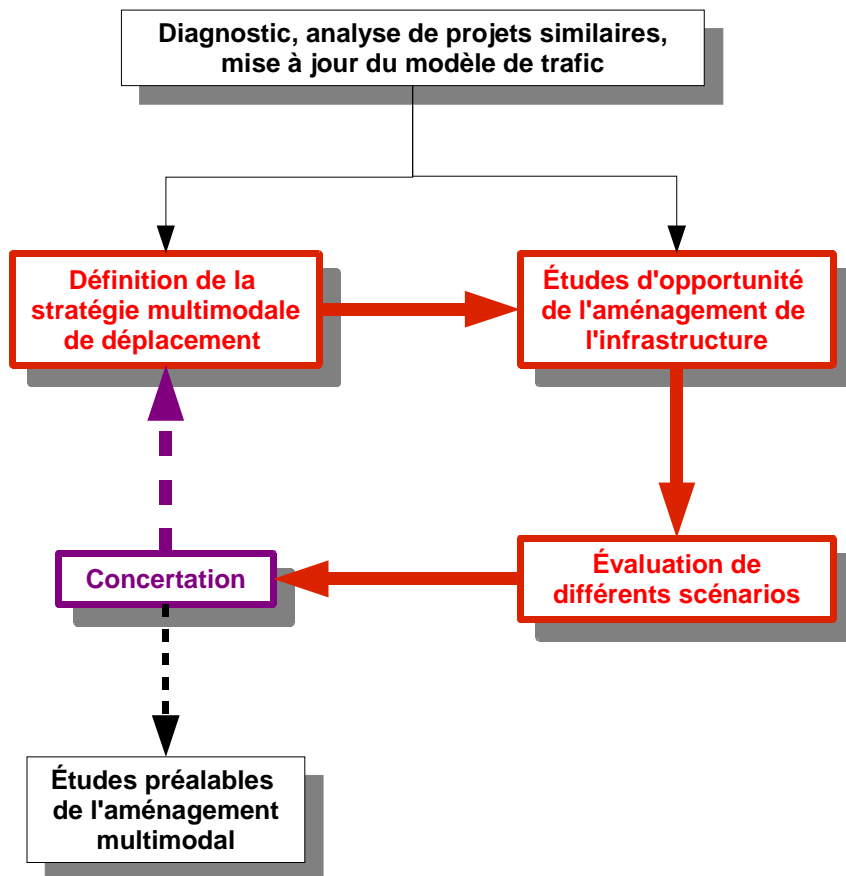 Diagnostic, analyse de projets similaires,
mise à jour du modèle de trafic
Définition de la
stratégie multimodale
de déplacement
Études d'opportunité
de l'aménagement de
l'infrastructure
Concertation
Évaluation de
différents scénarios
Études préalables
de l'aménagement
multimodal